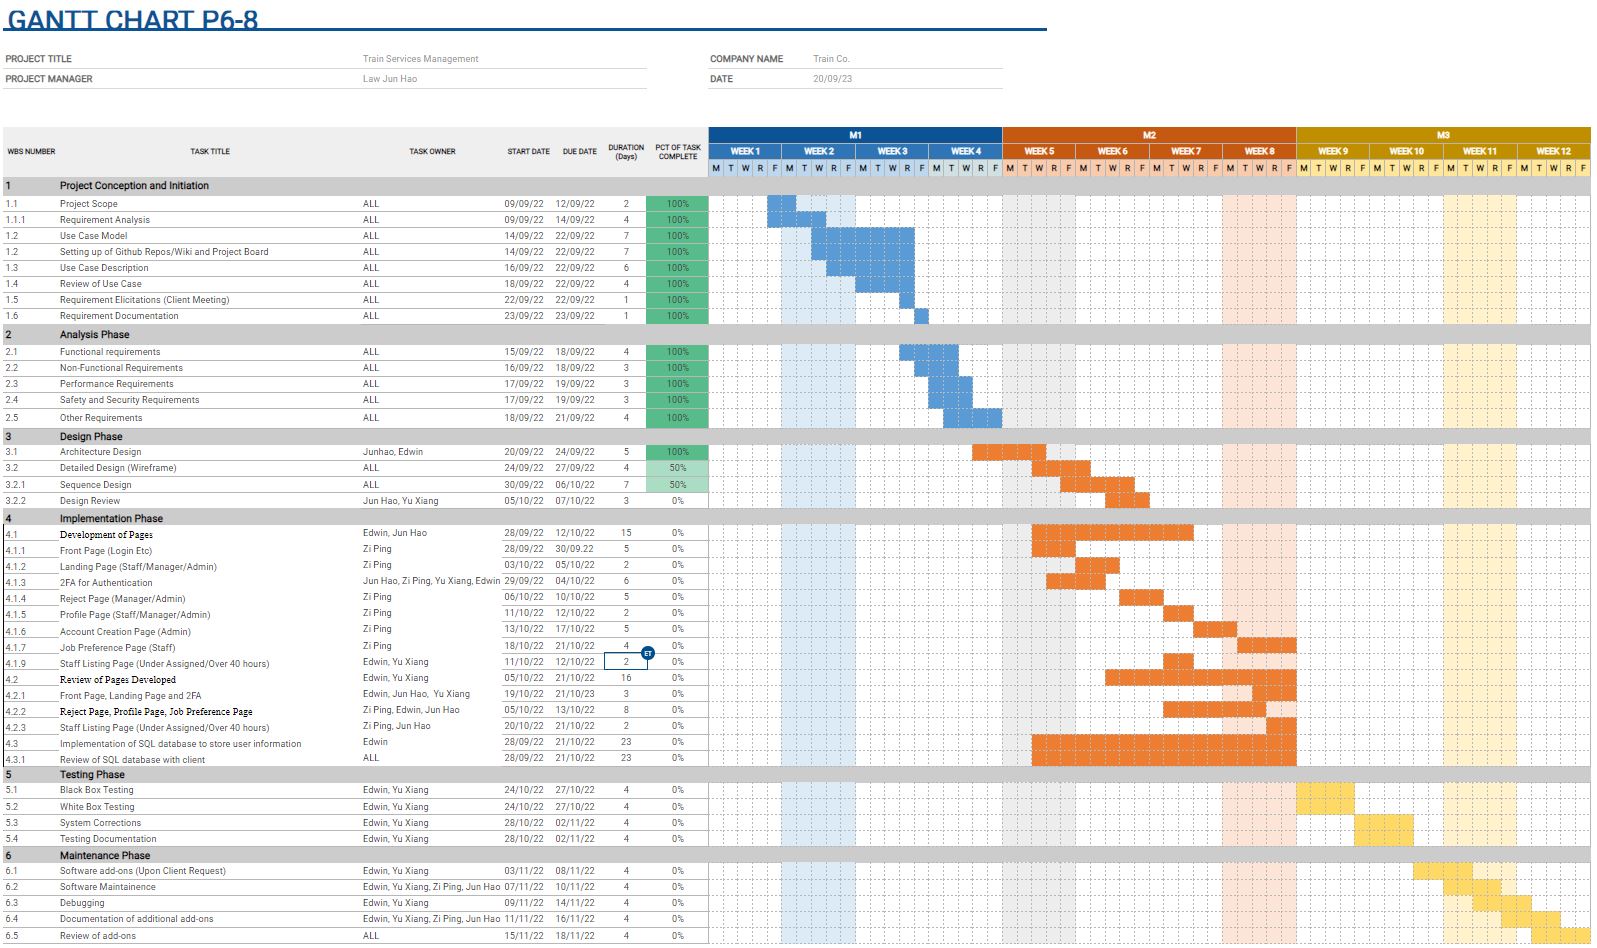 GANTT CHART P6-8
PROJECT TITLE Train Services Management COMPANY NAME Train Co.
PROJECT MANAGER Law Jun Hao DATE 20/09/23
M1 M2 M3
WBS NUMBER TASK TITLE TASK OWNER START DATE DUE DATE DURATION (Days) PCT OF TASK COMPLETE WEEK 1 WEEK 2 WEEK 3 WEEK 4 WEEK 5 WEEK 6 WEEK 7 WEEK 8 WEEK 9 WEEK 10 WEEK 11 WEEK 12
M T W R F M T W R F M T W R F M T W R F M T W R F M T W R F M T W R F M T W R F M T W R F M T W R F M T W R F M T W R F
1 Project Conception and Initiation
1.1 Project Scope ALL 09/09/22 12/09/22 2 100%
1.1.1 Requirement Analysis ALL 09/09/22 14/09/22 4 100%
1.2 Use Case Model ALL 14/09/22 22/09/22 7 100%
1.2 Setting up of Github Repos/Wiki and Project Board ALL 14/09/22 22/09/22 7 100%
1.3 Use Case Description ALL 16/09/22 22/09/22 6 100%
1.4 Review of Use Case ALL 18/09/22 22/09/22 4 100%
1.5 Requirement Elicitations (Client Meeting) ALL 22/09/22 22/09/22 1 100%
1.6 Requirement Documentation ALL 23/09/22 23/09/22 1 100%
2 Analysis Phase
2.1 Functional requirements ALL 15/09/22 18/09/22 4 100%
2.2 Non-Functional Requirements ALL 16/09/22 18/09/22 3 100%
2.3 Performance Requirements ALL 17/09/22 19/09/22 3 100%
2.4 Safety and Security Requirements ALL 17/09/22 19/09/22 3 100%
2.5 Other Requirements ALL 18/09/22 21/09/22 4 100%
3 Design Phase
3.1 Architecture Design Junhao, Edwin 20/09/22 24/09/22 5 100%
3.2 Detailed Design (Wireframe) ALL 24/09/22 27/09/22 4 50%
3.2.1 Sequence Design ALL 30/09/22 06/10/22 7 50%
3.2.2 Design Review Jun Hao, Yu Xiang 05/10/22 07/10/22 3 0%
4 Implementation Phase
4.1 Development of Pages Edwin, Jun Hao 28/09/22 12/10/22 15 0%
4.1.1 Front Page (Login Etc) Zi Ping 28/09/22 30/09.22 5 0%
4.1.2 Landing Page (Staff/Manager/Admin) Zi Ping 03/10/22 05/10/22 2 0%
4.1.3 2FA for Authentication Jun Hao, Zi Ping, Yu Xiang, Edwin 29/09/22 04/10/22 6 0%
4.1.4 Reject Page (Manager/Admin) Zi Ping 06/10/22 10/10/22 5 0%
4.1.5 Profile Page (Staff/Manager/Admin) Zi Ping 11/10/22 12/10/22 2 0%
4.1.6 Account Creation Page (Admin) Zi Ping 13/10/22 17/10/22 5 0%
4.1.7 Job Preference Page (Staff) Zi Ping 18/10/22 21/10/22 4 0%
ET
4.1.9 Staff Listing Page (Under Assigned/Over 40 hours) Edwin, Yu Xiang 11/10/22 12/10/22 2 0%
4.2 Review of Pages Developed Edwin, Yu Xiang 05/10/22 21/10/22 16 0%
4.2.1 Front Page, Landing Page and 2FA Edwin, Jun Hao, Yu Xiang 19/10/22 21/10/23 3 0%
4.2.2 Reject Page, Profile Page, Job Preference Page Zi Ping, Edwin, Jun Hao 05/10/22 13/10/22 8 0%
4.2.3 Staff Listing Page (Under Assigned/Over 40 hours) Zi Ping, Jun Hao 20/10/22 21/10/22 2 0%
4.3 Implementation of SQL database to store user information Edwin 28/09/22 21/10/22 23 0%
4.3.1 Review of SQL database with client ALL 28/09/22 21/10/22 23 0%
5 Testing Phase
5.1 Black Box Testing Edwin, Yu Xiang 24/10/22 27/10/22 4 0%
5.2 White Box Testing Edwin, Yu Xiang 24/10/22 27/10/22 4 0%
5.3 System Corrections Edwin, Yu Xiang 28/10/22 02/11/22 4 0%
5.4 Testing Documentation Edwin, Yu Xiang 28/10/22 02/11/22 4 0%
6 Maintenance Phase
6.1 Software add-ons (Upon Client Request) Edwin, Yu Xiang 03/11/22 08/11/22 4 0%
6.2 Software Maintainence Edwin, Yu Xiang, Zi Ping, Jun Hao 07/11/22 10/11/22 4 0%
6.3 Debugging Edwin, Yu Xiang 09/11/22 14/11/22 4 0%
6.4 Documentation of additional add-ons Edwin, Yu Xiang, Zi Ping, Jun Hao 11/11/22 16/11/22 4 0%
6.5 Review of add-ons ALL 15/11/22 18/11/22 4 0%